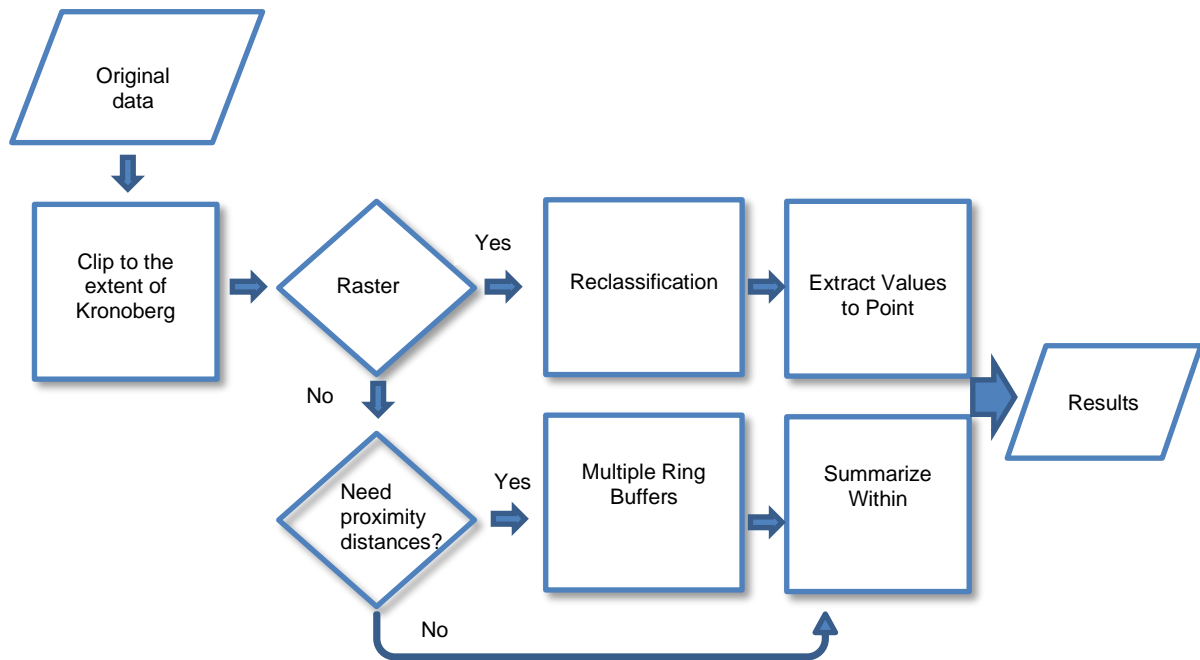 Original
data
Clip to the
extent of
Kronoberg
Raster
Yes
Reclassification
Extract Values
to Point
No
Need
proximity
distances?
Yes
Multiple Ring
Buffers
Summarize
Within
Results
No